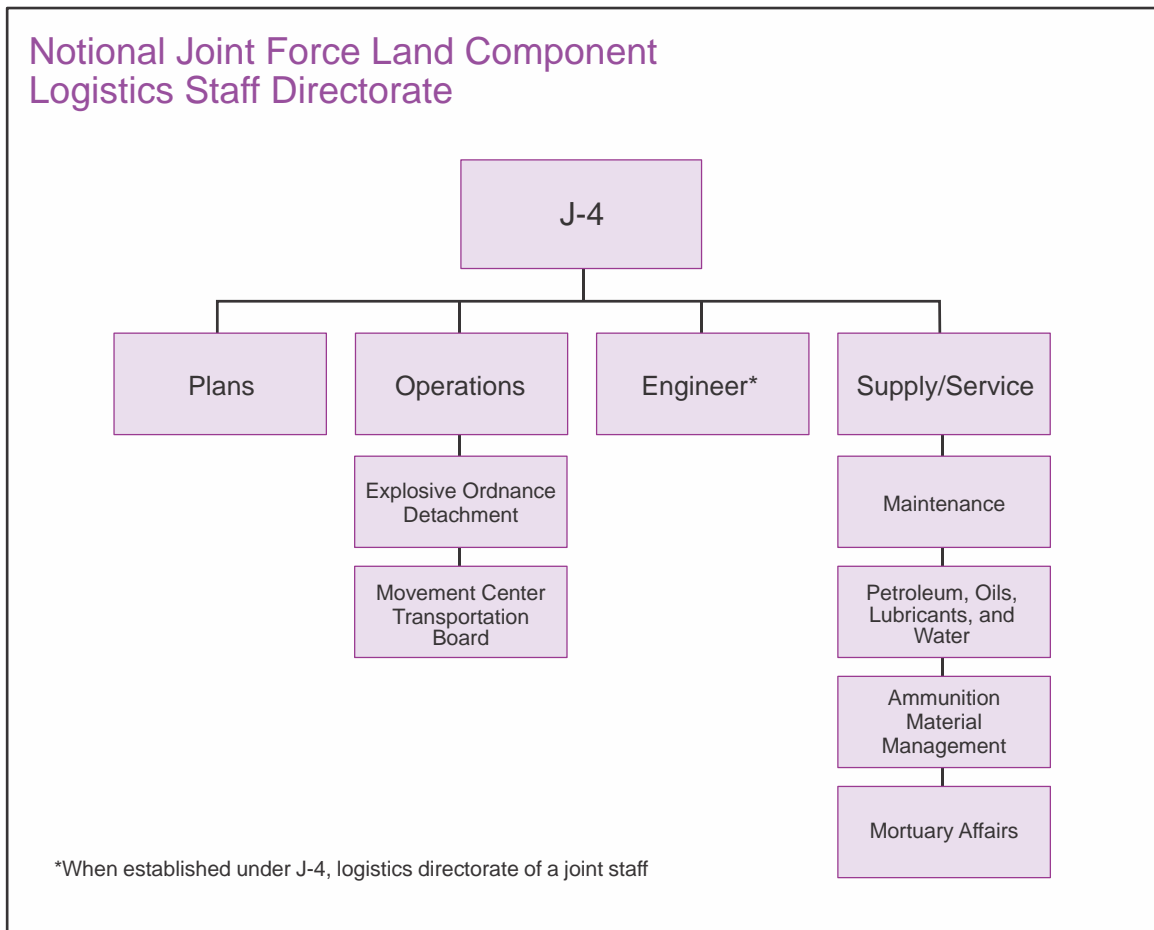 Notional Joint Force Land Component
Logistics Staff Directorate
J-4
Plans
Operations
Engineer*
Supply/Service
Explosive Ordnance
Detachment
Maintenance
Movement Center
Transportation
Board
Petroleum, Oils,
Lubricants, and
Water
Ammunition
Material
Management
Mortuary Affairs
*When established under J-4, logistics directorate of a joint staff